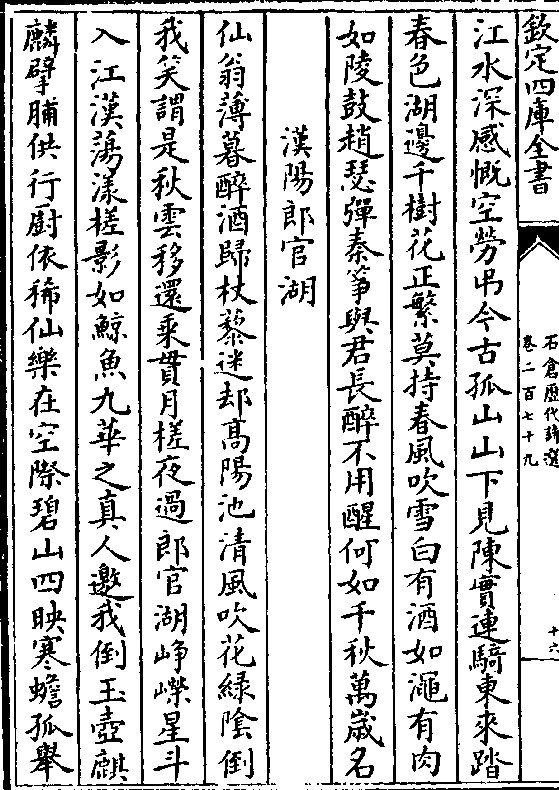 欽定四庫全書
石倉歷代詩選
卷二百七十九
十六
江水深感慨空勞弔今古孤山山下見陳實連騎東來踏
春色湖邊千樹花正繁莫持春風吹雪白有酒如澠有肉
如陵鼓趙瑟彈秦箏與君長醉不用醒何如千秋萬歲名
漢陽郎官湖
仙翁薄暮醉酒歸杖藜迷却髙陽池清風吹花緑陰倒
我笑謂是秋雲移還乘貫月槎夜過郎官湖崢嶸星斗
入江漢蕩漾槎影如鯨魚九華之真人邀我倒玉壺麒
麟擘脯供行厨依稀仙樂在空際碧山四映寒蟾孤舉